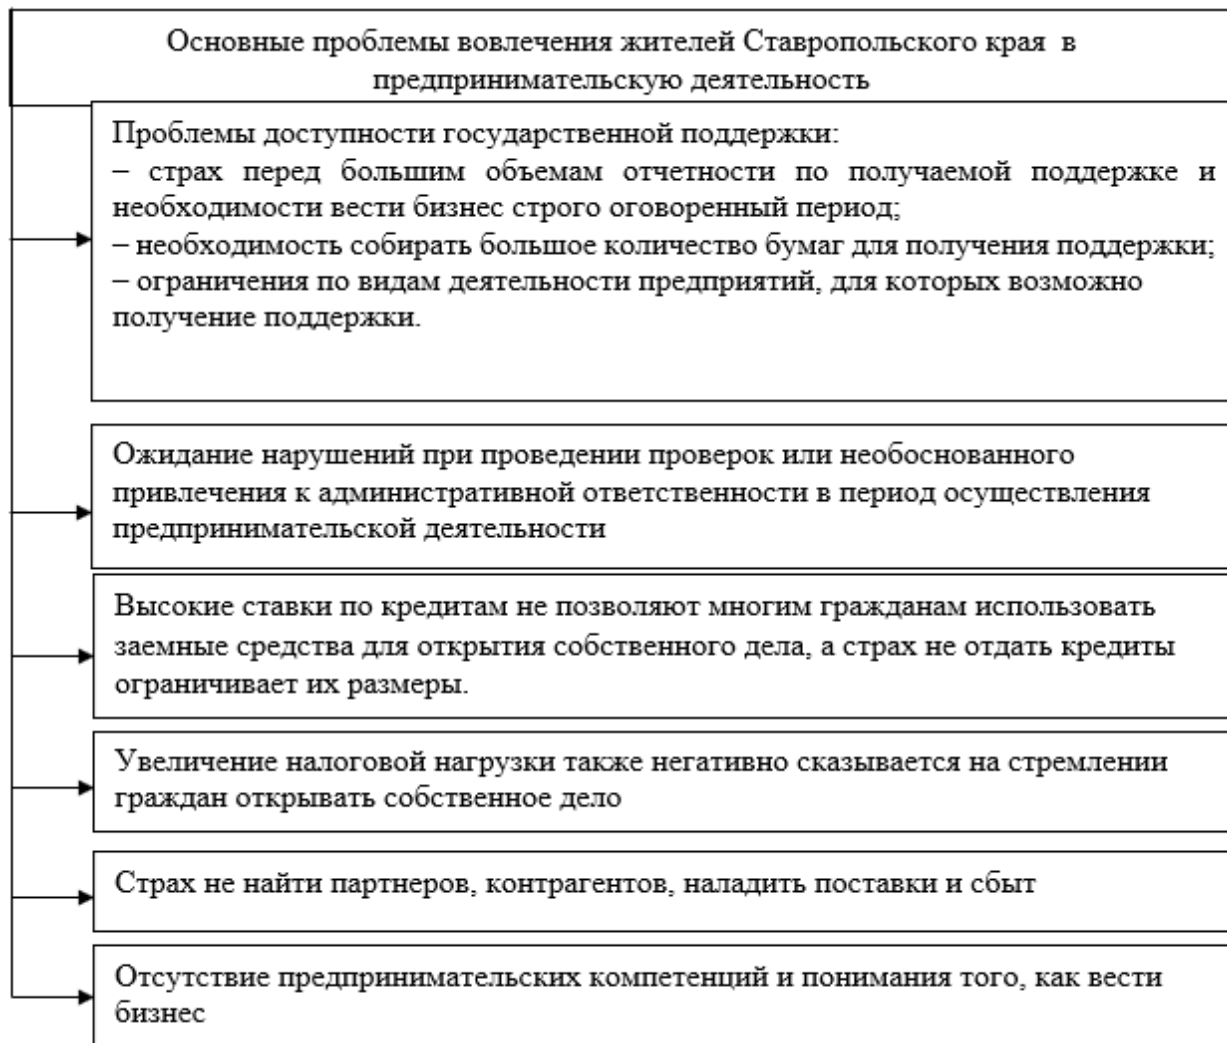 Основные проблемы вовлечения жителей Ставропольского края в
предпринимательскую деятельность
Проблемы доступности государственной поддержки:
– страх перед большим объемам отчетности по получаемой поддержке и
необходимости вести бизнес строго оговоренный период;
– необходимость собирать большое количество бумаг для получения поддержки;
– ограничения по видам деятельности предприятий, для которых возможно
получение поддержки.
Ожидание нарушений при проведении проверок или необоснованного
привлечения к административной ответственности в период осуществления
предпринимательской деятельности
Высокие ставки по кредитам не позволяют многим гражданам использовать
заемные средства для открытия собственного дела, а страх не отдать кредиты
ограничивает их размеры.
Увеличение налоговой нагрузки также негативно сказывается на стремлении
граждан открывать собственное дело
Страх не найти партнеров, контрагентов, наладить поставки и сбыт
Отсутствие предпринимательских компетенций и понимания того, как вести
бизнес